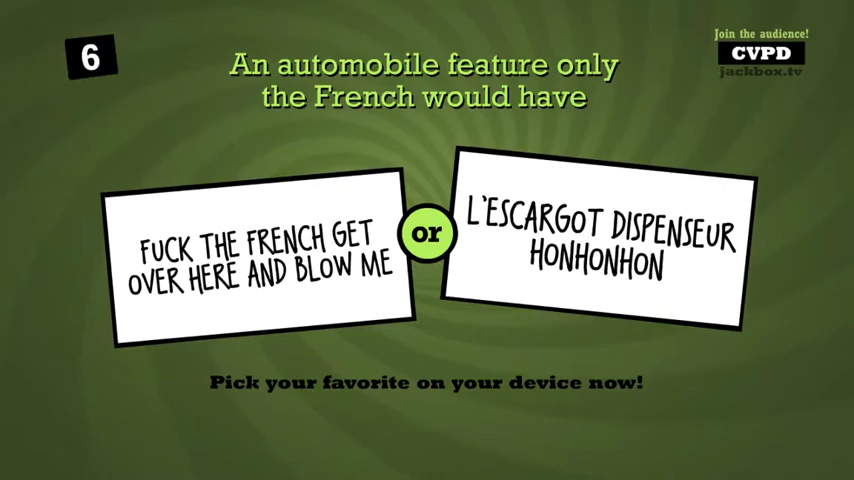 6
An automobile feature only
the French would have
Join the audience!
CVPD
jackbox.tv
FUCK THE FRENCH GET
OVER HERE AND BLOW ME
or
L'ESCARGOT DISPENSEUR
HONHONHON
Pick your favorite on your device now!